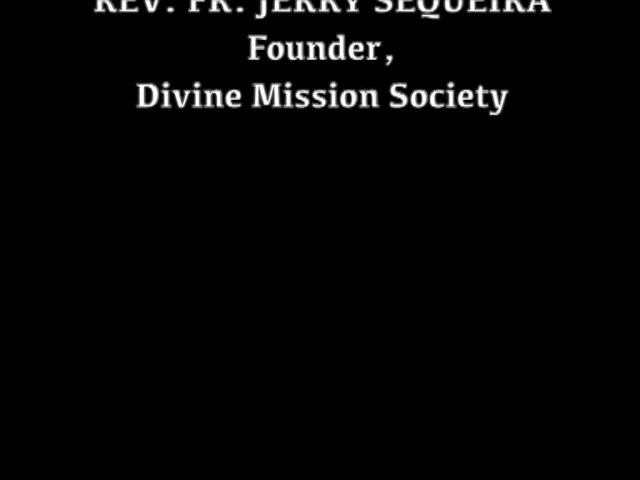 REV. FR. JERRY SEQUEIRA
Founder,
Divine Mission Society